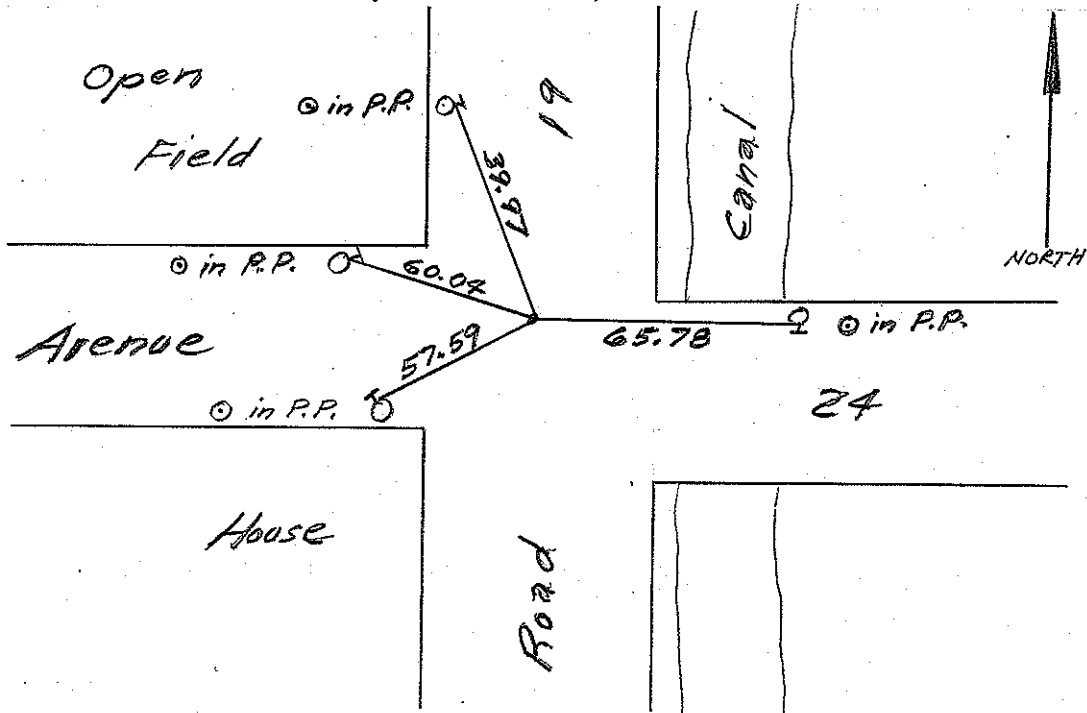 Open
Field
⊙ in P.P.
19
39.97
Canal
NORTH
⊙ in P.P.
60.04
Avenue
57.59
65.78
⊙ in P.P.
⊙ in P.P.
24
House
Road